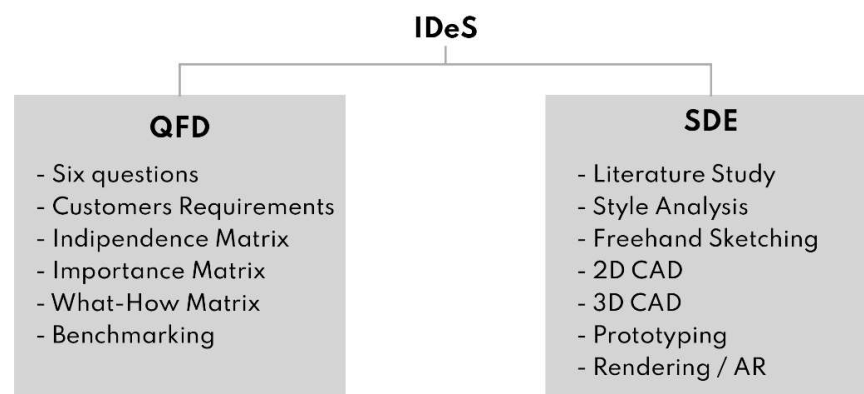 IDeS
QFD
- Six questions
- Customers Requirements
- Indipendence Matrix
- Importance Matrix
- What-How Matrix
- Benchmarking
SDE
- Literature Study
- Style Analysis
- Freehand Sketching
- 2D CAD
- 3D CAD
- Prototyping
- Rendering / AR